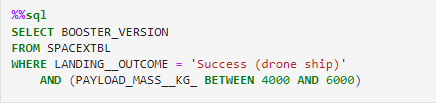 %%sql
SELECT BOOSTER_VERSION
FROM SPACEXTBL
WHERE LANDING__OUTCOME = 'Success (drone ship)'
AND (PAYLOAD_MASS__KG_ BETWEEN 4000 AND 6000)